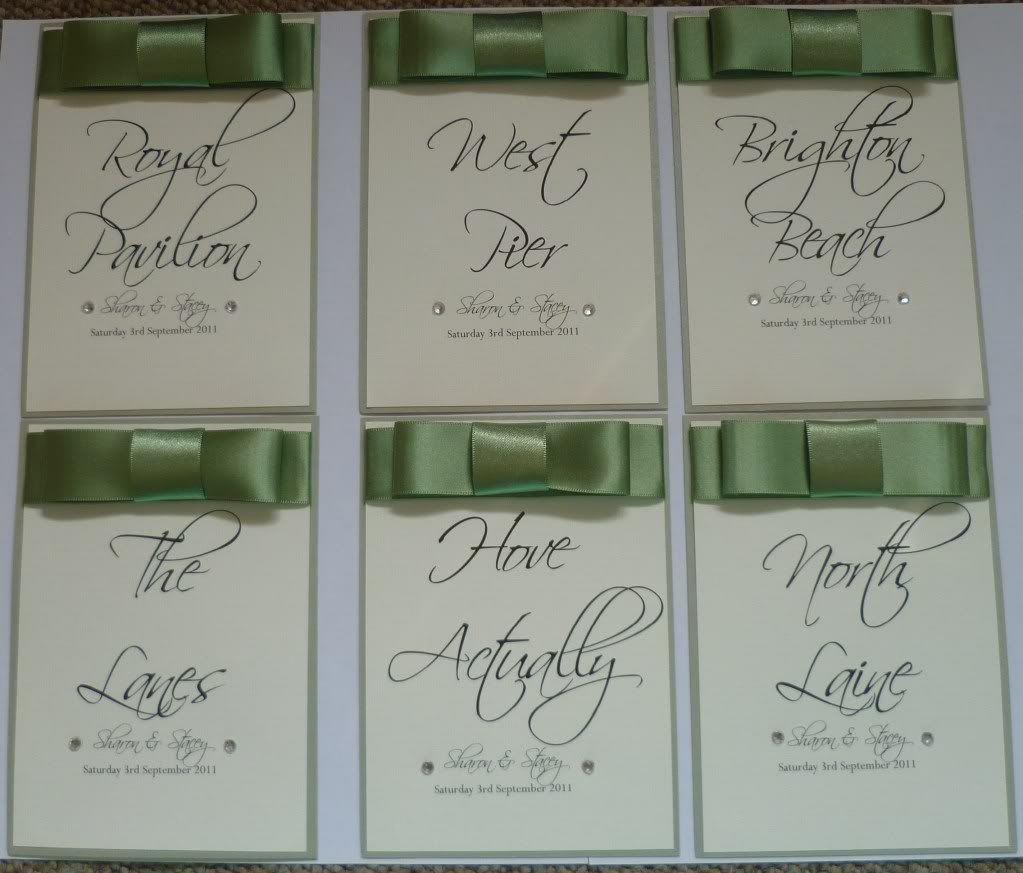 Royal
Pavilion
Sharon & Stacey
Saturday 3rd September 2011
West
Pier
Sharon & Stacey
Saturday 3rd September 2011
Brighton
Beach
Sharon & Stacey
Saturday 3rd September 2011
The
Lanes
Sharon & Stacey
Saturday 3rd September 2011
Hove
Actually
Sharon & Stacey
Saturday 3rd September 2011
North
Laine
Sharon & Stacey
Saturday 3rd September 2011